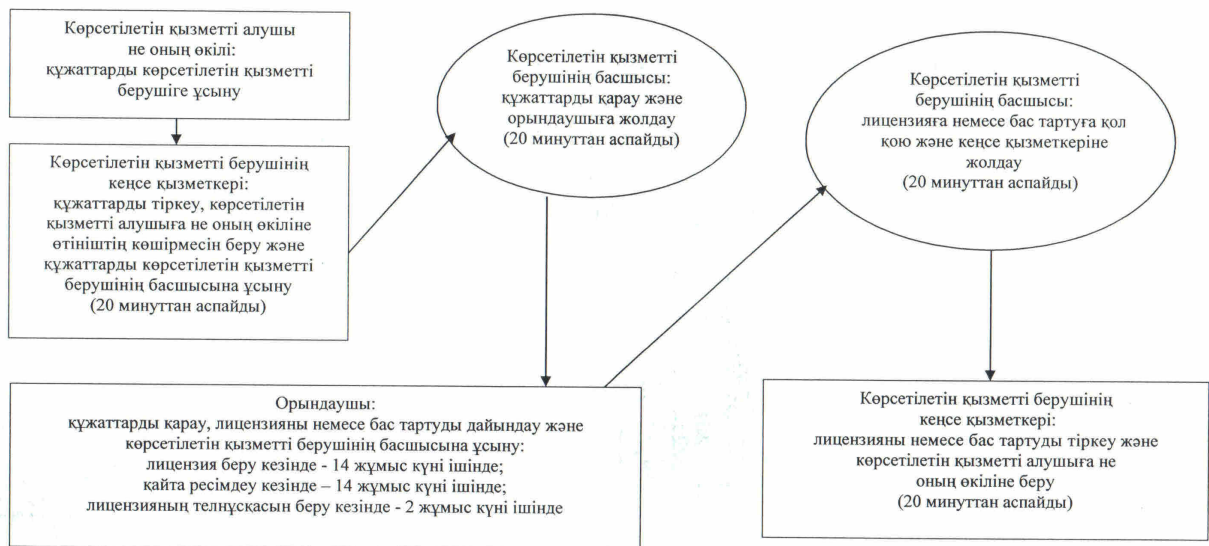 Көрсетілетін қызметті алушы
не оның өкілі:
құжаттарды көрсетілетін қызметті
берушіге ұсыну
Көрсетілетін қызметті берушінің
кеңсе қызметкері:
құжаттарды тіркеу, көрсетілетін
қызметті алушыға не оның өкіліне
өтініштің көшірмесін беру және
құжаттарды көрсетілетін қызметті
берушінің басшысына ұсыну
(20 минуттан аспайды)
Көрсетілетін қызметті
берушінің басшысы:
құжаттарды қарау және
орындаушыға жолдау
(20 минуттан аспайды)
Орындаушы:
құжаттарды қарау, лицензияны немесе бас тартуды дайындау және
көрсетілетін қызметті берушінің басшысына ұсыну:
лицензия беру кезінде - 14 жұмыс күні ішінде;
қайта ресімдеу кезінде – 14 жұмыс күні ішінде;
лицензияның телнұсқасын беру кезінде - 2 жұмыс күні ішінде
Көрсетілетін қызметті
берушінің басшысы:
лицензияға немесе бас тартуға қол
қою және кеңсе қызметкеріне
жолдау
(20 минуттан аспайды)
Көрсетілетін қызметті берушінің
кеңсе қызметкері:
лицензияны немесе бас тартуды тіркеу және
көрсетілетін қызметті алушыға не
оның өкіліне беру
(20 минуттан аспайды)